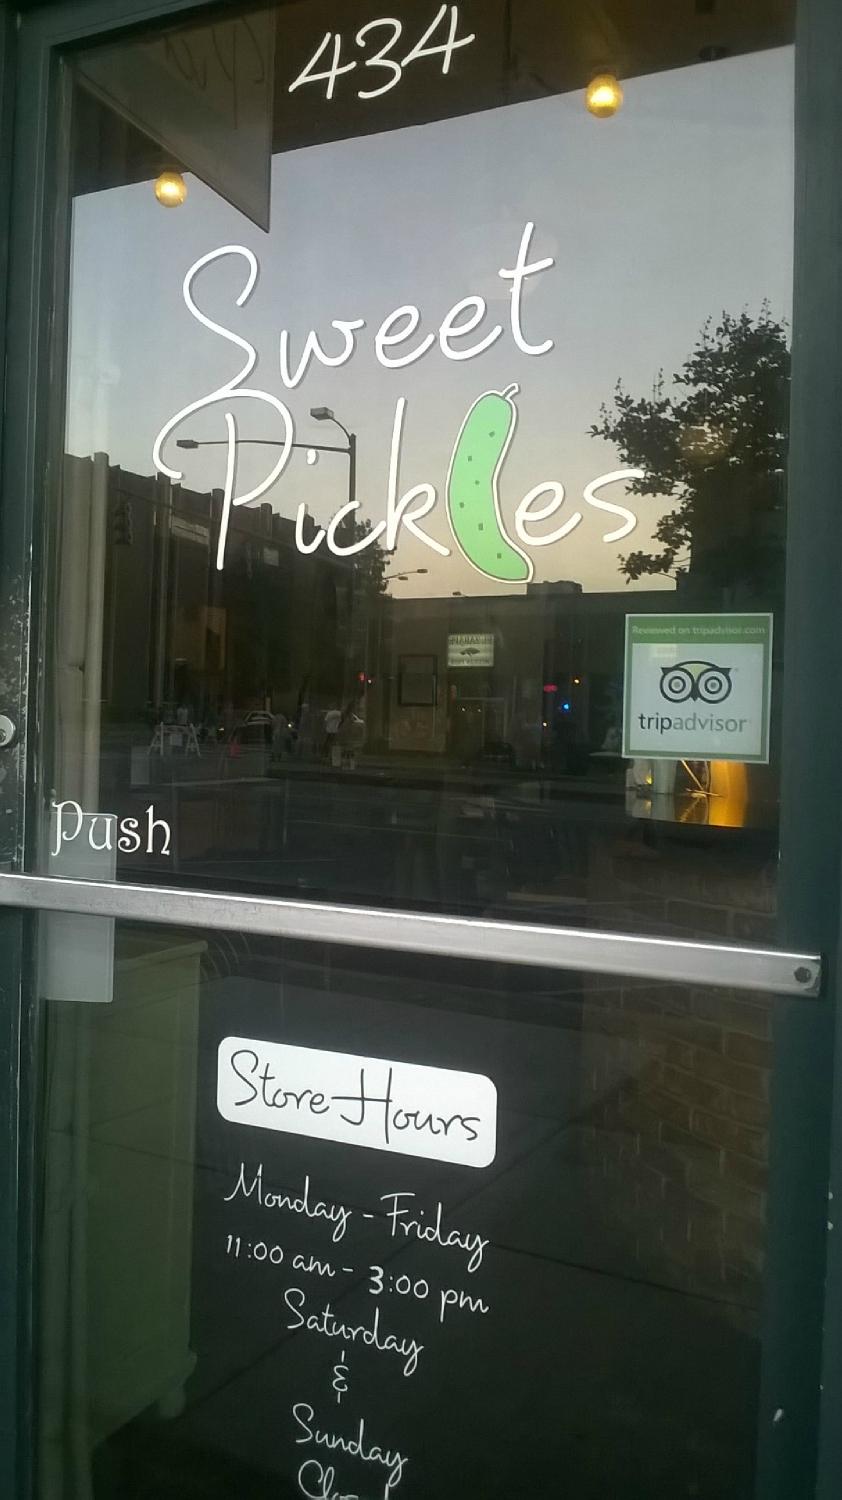 434
Sweet
Pickles
Reviewed on tripadvisor.com
tripadvisor
Push
Store Hours
Monday - Friday
11:00 am - 3:00 pm
Saturday
&
Sunday